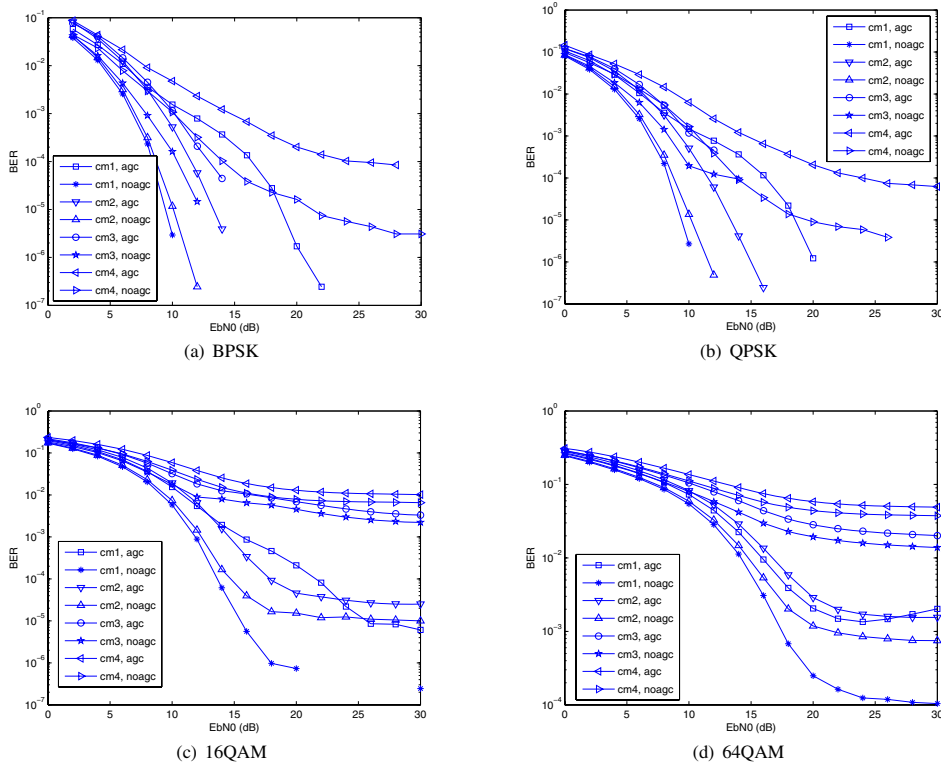 10⁻¹
10⁻²
10⁻³
10⁻⁴
10⁻⁵
10⁻⁶
10⁻⁷
BER
cm1, agc
cm1, noagc
cm2, agc
cm2, noagc
cm3, agc
cm3, noagc
cm4, agc
cm4, noagc
0 5 10 15 20 25 30
EbN0 (dB)
(a) BPSK
10⁰
10⁻¹
10⁻²
10⁻³
10⁻⁴
10⁻⁵
10⁻⁶
10⁻⁷
BER
cm1, agc
cm1, noagc
cm2, agc
cm2, noagc
cm3, agc
cm3, noagc
cm4, agc
cm4, noagc
0 5 10 15 20 25 30
EbN0 (dB)
(b) QPSK
10⁰
10⁻¹
10⁻²
10⁻³
10⁻⁴
10⁻⁵
10⁻⁶
10⁻⁷
BER
cm1, agc
cm1, noagc
cm2, agc
cm2, noagc
cm3, agc
cm3, noagc
cm4, agc
cm4, noagc
0 5 10 15 20 25 30
EbN0 (dB)
(c) 16QAM
10⁰
10⁻¹
10⁻²
10⁻³
10⁻⁴
BER
cm1, agc
cm1, noagc
cm2, agc
cm2, noagc
cm3, agc
cm3, noagc
cm4, agc
cm4, noagc
0 5 10 15 20 25 30
EbN0 (dB)
(d) 64QAM